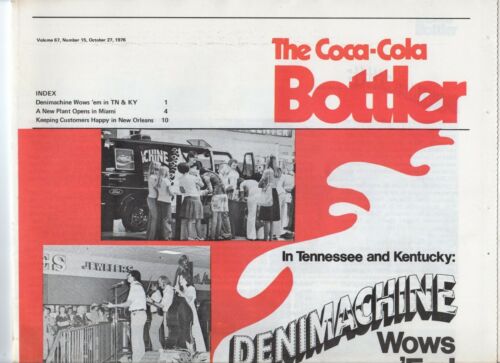 Volume 67, Number 15, October 27, 1976
The Coca-Cola
Bottler
INDEX
Denimachine Wows 'em in TN & KY 1
A New Plant Opens in Miami 4
Keeping Customers Happy in New Orleans 10
MACHINE
JEWELERS
In Tennessee and Kentucky:
DENIMACHINE
Wows